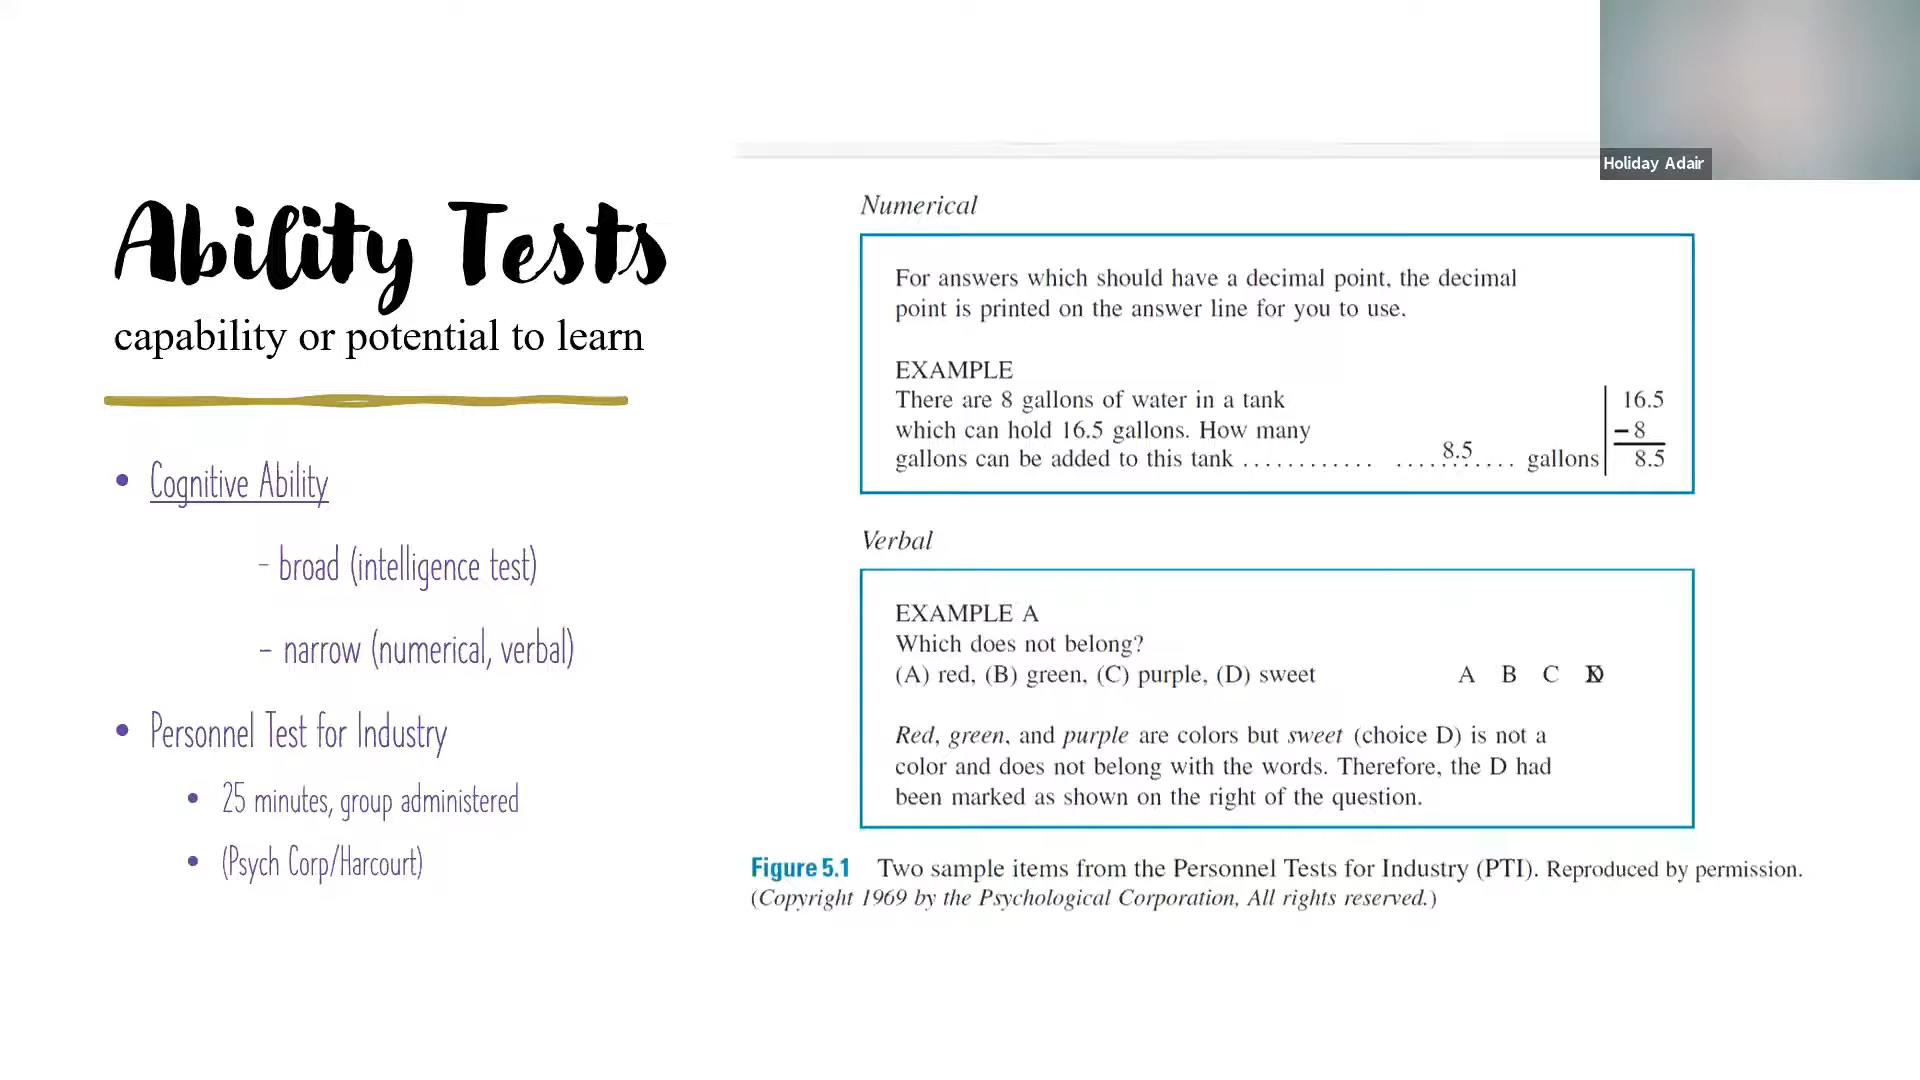 Holiday Adair
Ability Tests
capability or potential to learn
• Cognitive Ability
- broad (intelligence test)
- narrow (numerical, verbal)
• Personnel Test for Industry
• 25 minutes, group administered
• (Psych Corp/Harcourt)
Numerical
For answers which should have a decimal point, the decimal
point is printed on the answer line for you to use.
EXAMPLE
There are 8 gallons of water in a tank
which can hold 16.5 gallons. How many
gallons can be added to this tank ............ ....8.5.... gallons
16.5
– 8
8.5
Verbal
EXAMPLE A
Which does not belong?
(A) red, (B) green, (C) purple, (D) sweet A B C D
Red, green, and purple are colors but sweet (choice D) is not a
color and does not belong with the words. Therefore, the D had
been marked as shown on the right of the question.
Figure 5.1 Two sample items from the Personnel Tests for Industry (PTI). Reproduced by permission.
(Copyright 1969 by the Psychological Corporation, All rights reserved.)